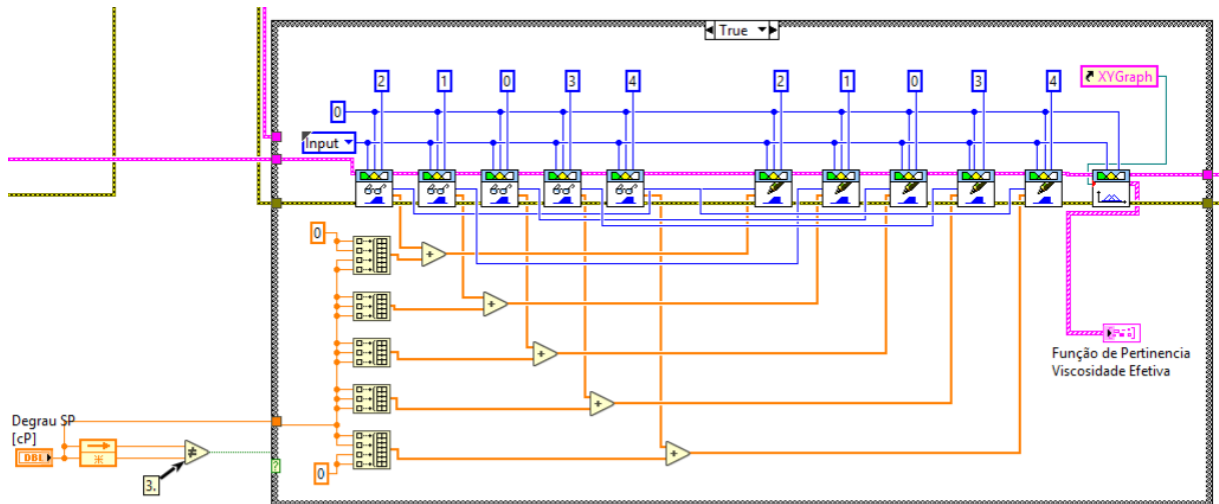 True
2
1
0
3
4
2
1
0
3
4
XYGraph
0
Input
0
Função de Pertinencia
Viscosidade Efetiva
Degrau SP
[cP]
DBL
3.
?
0